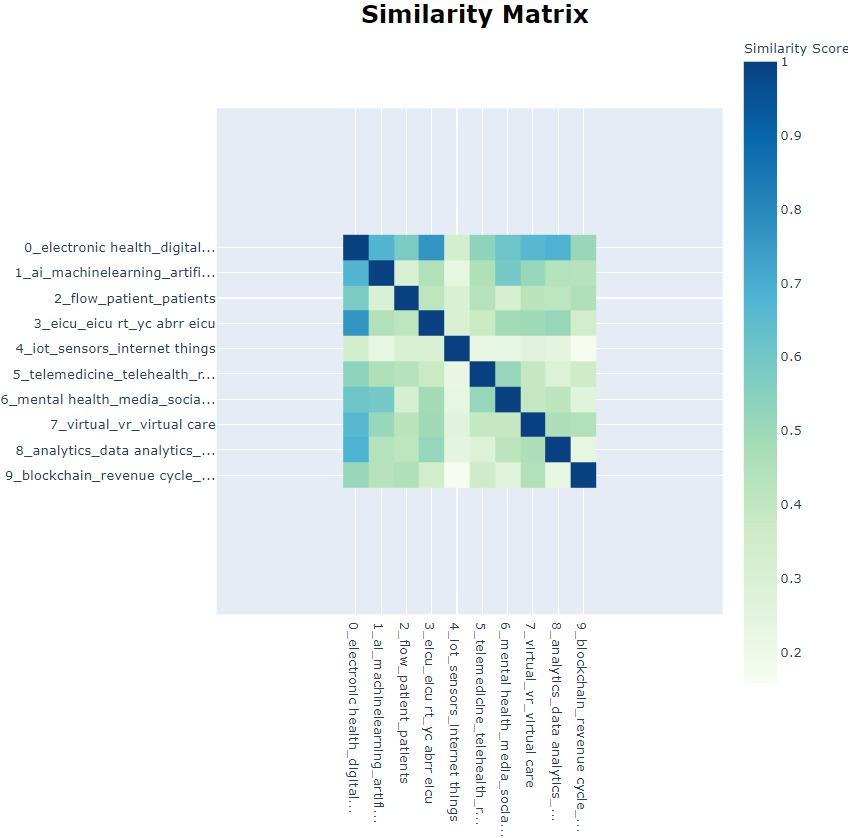 Similarity Matrix
Similarity Score
1
0.9
0.8
0.7
0.6
0.5
0.4
0.3
0.2
0_electronic health_digital...
1_ai_machinelearning_artifi...
2_flow_patient_patients
3_eicu_eicu rt_yc abrr eicu
4_iot_sensors_internet things
5_telemedicine_telehealth_r...
6_mental health_media_socia...
7_virtual_vr_virtual care
8_analytics_data analytics_...
9_blockchain_revenue cycle_...
0_electronic health_digital...
1_ai_machinelearning_artifi...
2_flow_patient_patients
3_eicu_eicu rt_yc abrr eicu
4_iot_sensors_internet things
5_telemedicine_telehealth_r...
6_mental health_media_socia...
7_virtual_vr_virtual care
8_analytics_data analytics_...
9_blockchain_revenue cycle_...